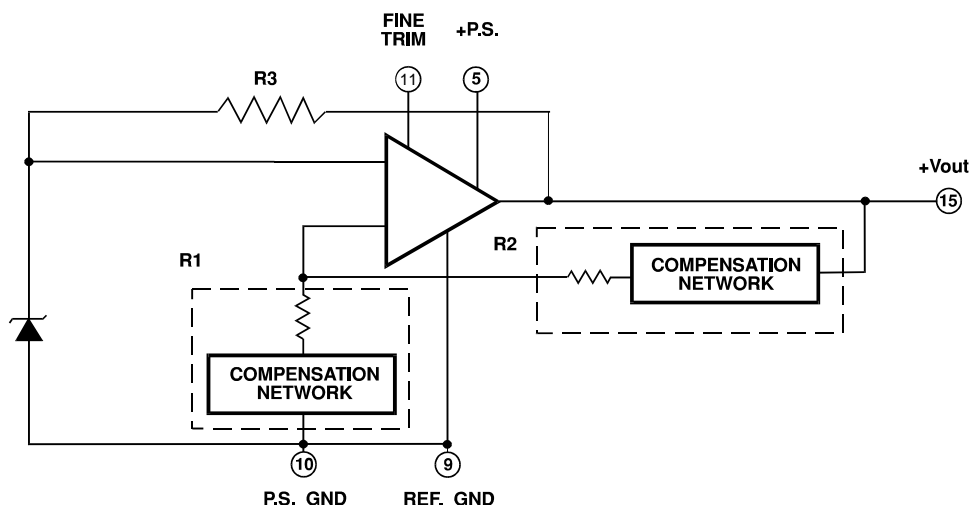 FINE
TRIM
+P.S.
11
5
R3
+Vout
15
R2
COMPENSATION
NETWORK
R1
COMPENSATION
NETWORK
10
9
P.S. GND
REF. GND